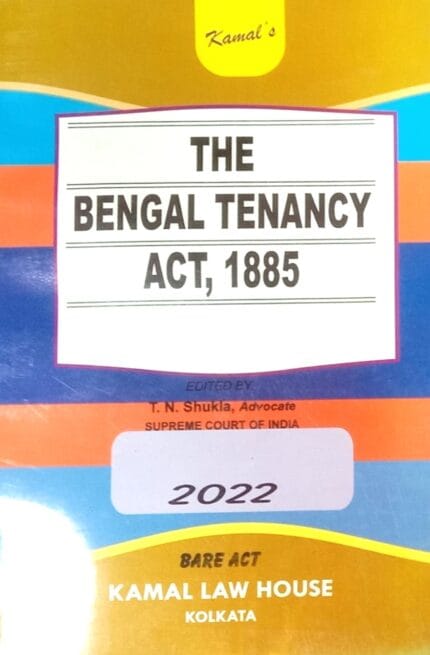 Kamal's
THE
BENGAL TENANCY
ACT, 1885
EDITED BY
T. N. Shukla, Advocate
SUPREME COURT OF INDIA
2022
BARE ACT
KAMAL LAW HOUSE
KOLKATA